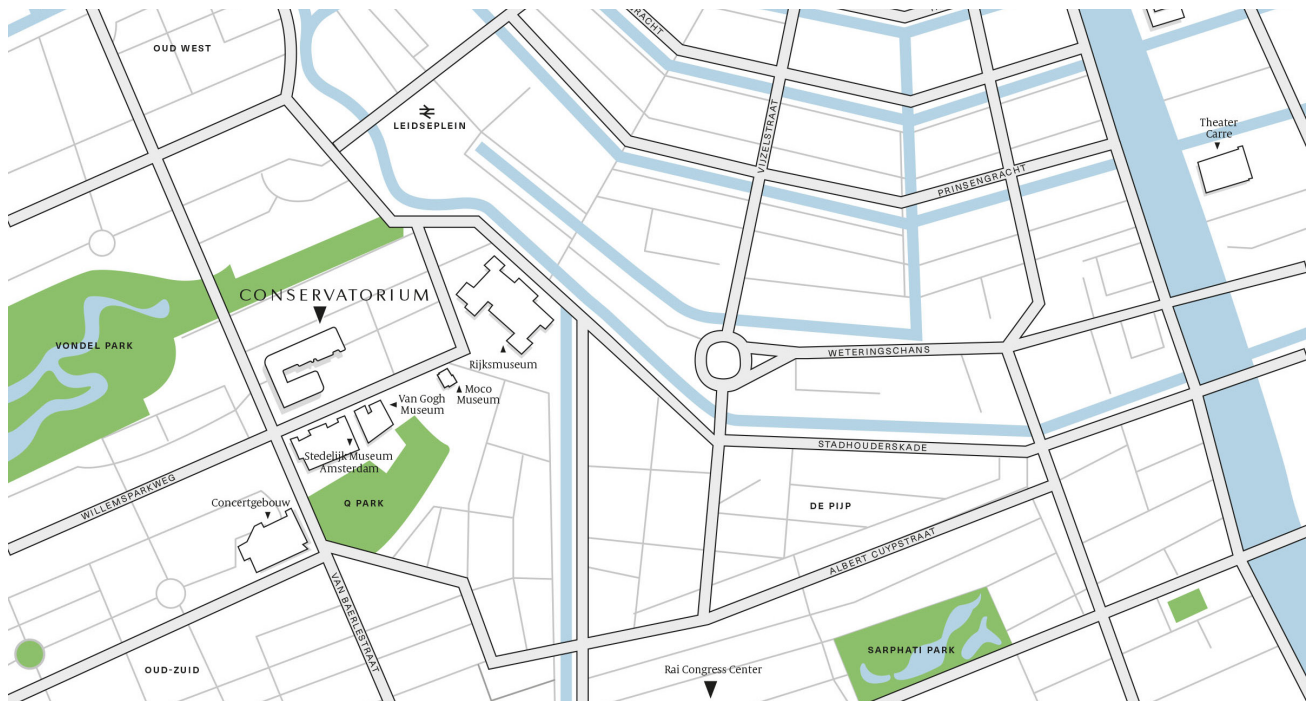 OUD WEST
LEIDSEPLEIN
VIJZELSTRAAT
PRINSENGRACHT
Theater
Carre
CONSERVATORIUM
VONDEL PARK
Rijksmuseum
Moco
Museum
Van Gogh
Museum
WETERINGSCHANS
STADHOUDERSKADE
Stedelijk Museum
Amsterdam
WILLEMSPARKWEG
Concertgebouw
Q PARK
DE PIJP
ALBERT CUYPSTRAAT
VAN BAERLESTRAAT
SARPHATI PARK
OUD-ZUID
Rai Congress Center